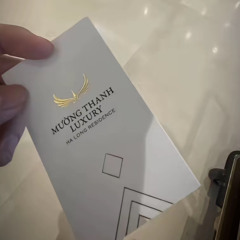 MƯỜNG THANH
LUXURY
HA LONG RESIDENCE